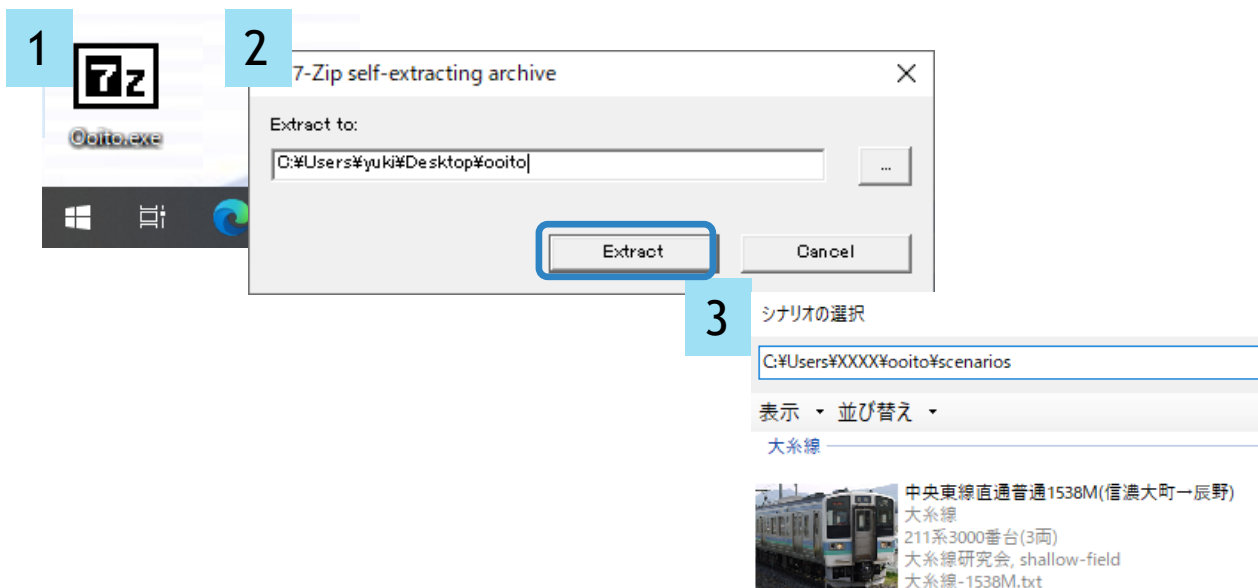 1
7z
Ooito.exe
2
7-Zip self-extracting archive
Extract to:
C:¥Users¥yuki¥Desktop¥ooito
...
Extract
Cancel
3
シナリオの選択
C:¥Users¥XXXX¥ooito¥scenarios
表示 ▾ 並び替え ▾
大糸線
中央東線直通普通1538M(信濃大町→辰野)
大糸線
211系3000番台(3両)
大糸線研究会, shallow-field
大糸線-1538M.txt